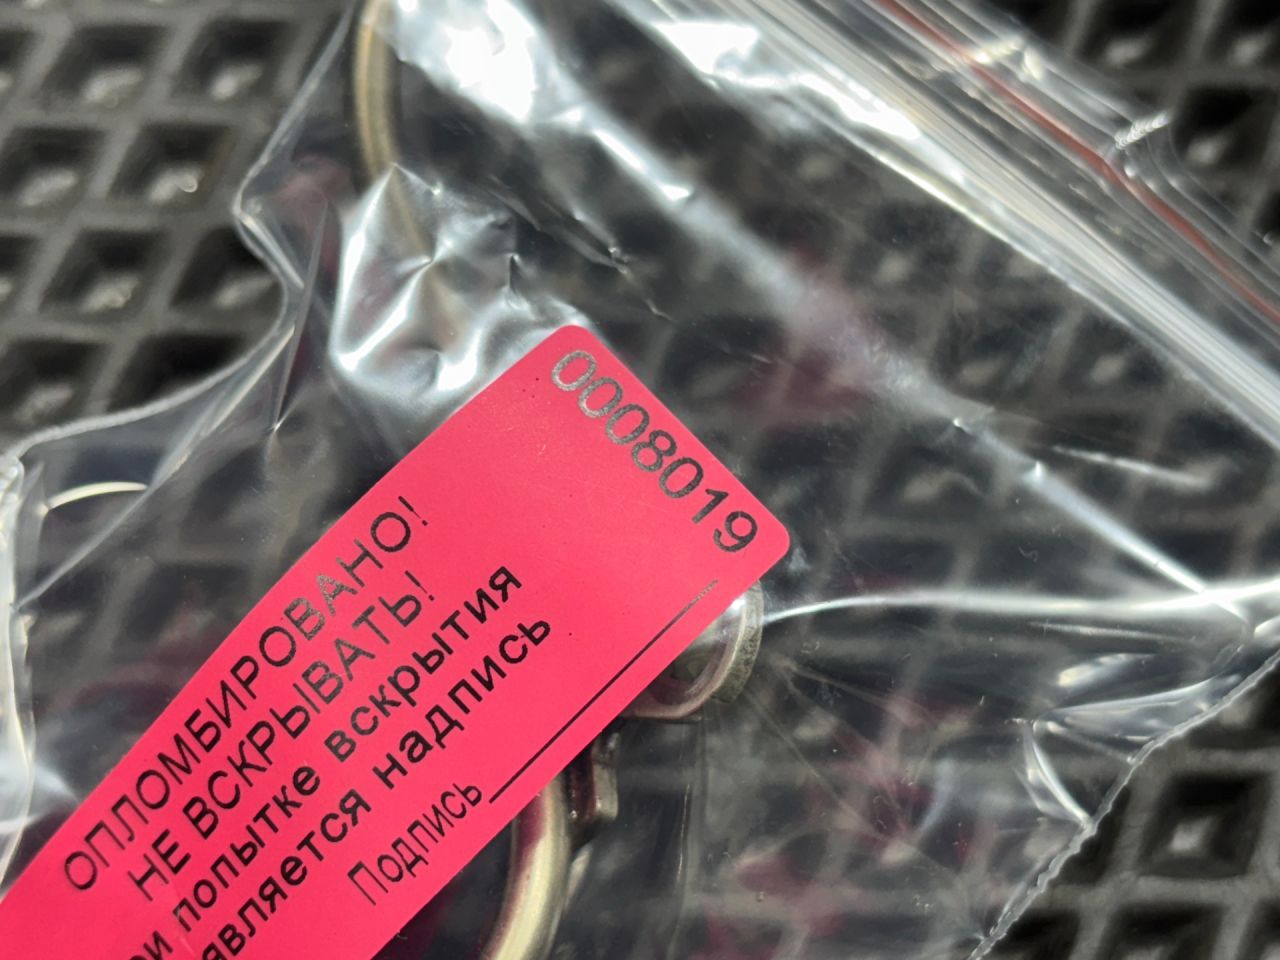 0008019
ОПЛОМБИРОВАНО!
НЕ ВСКРЫВАТЬ!
попытке вскрытия
является надпись
Подпись